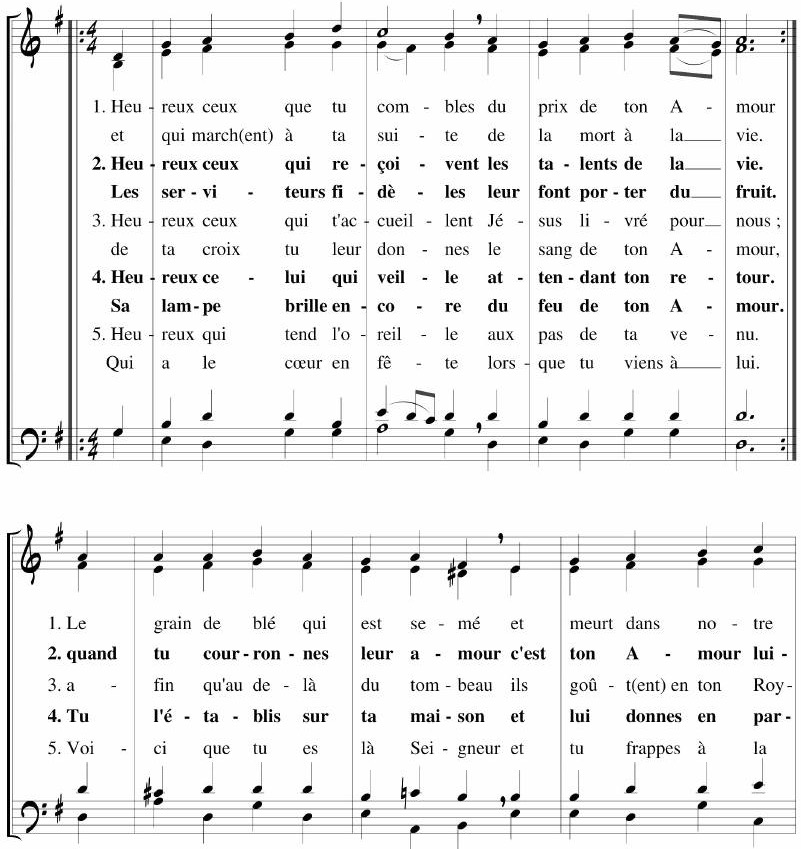 4
4
1. Heu - reux ceux que tu com - bles du prix de ton A - mour
et qui march(ent) à ta sui - te de la mort à la vie.
2. Heu - reux ceux qui re - çoi - vent les ta - lents de la vie.
Les ser - vi - teurs fi - dè - les leur font por - ter du fruit.
3. Heu - reux ceux qui t'ac - cueil - lent Jé - sus li - vré pour nous ;
de ta croix tu leur don - nes le sang de ton A - mour,
4. Heu - reux ce - lui qui veil - le at - ten - dant ton re - tour.
Sa lam - pe brille en - co - re du feu de ton A - mour.
5. Heu - reux qui tend l'o - reil - le aux pas de ta ve - nu.
Qui a le cœur en fê - te lors - que tu viens à lui.
4
4
1. Le grain de blé qui est se - mé et meurt dans no - tre
2. quand tu cour - ron - nes leur a - mour c'est ton A - mour lui -
3. a - fin qu'au de - là du tom - beau ils goû - t(ent) en ton Roy -
4. Tu l'é - ta - blis sur ta mai - son et lui donnes en par -
5. Voi - ci que tu es là Sei - gneur et tu frappes à la